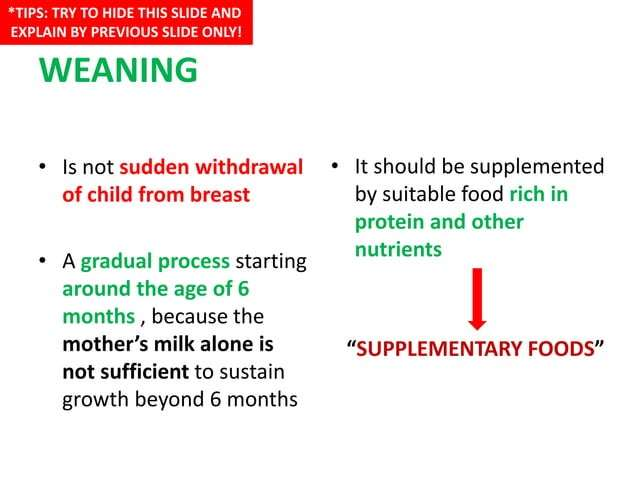 *TIPS: TRY TO HIDE THIS SLIDE AND
EXPLAIN BY PREVIOUS SLIDE ONLY!
WEANING
• Is not sudden withdrawal
of child from breast
• A gradual process starting
around the age of 6
months , because the
mother’s milk alone is
not sufficient to sustain
growth beyond 6 months
• It should be supplemented
by suitable food rich in
protein and other
nutrients
“SUPPLEMENTARY FOODS”